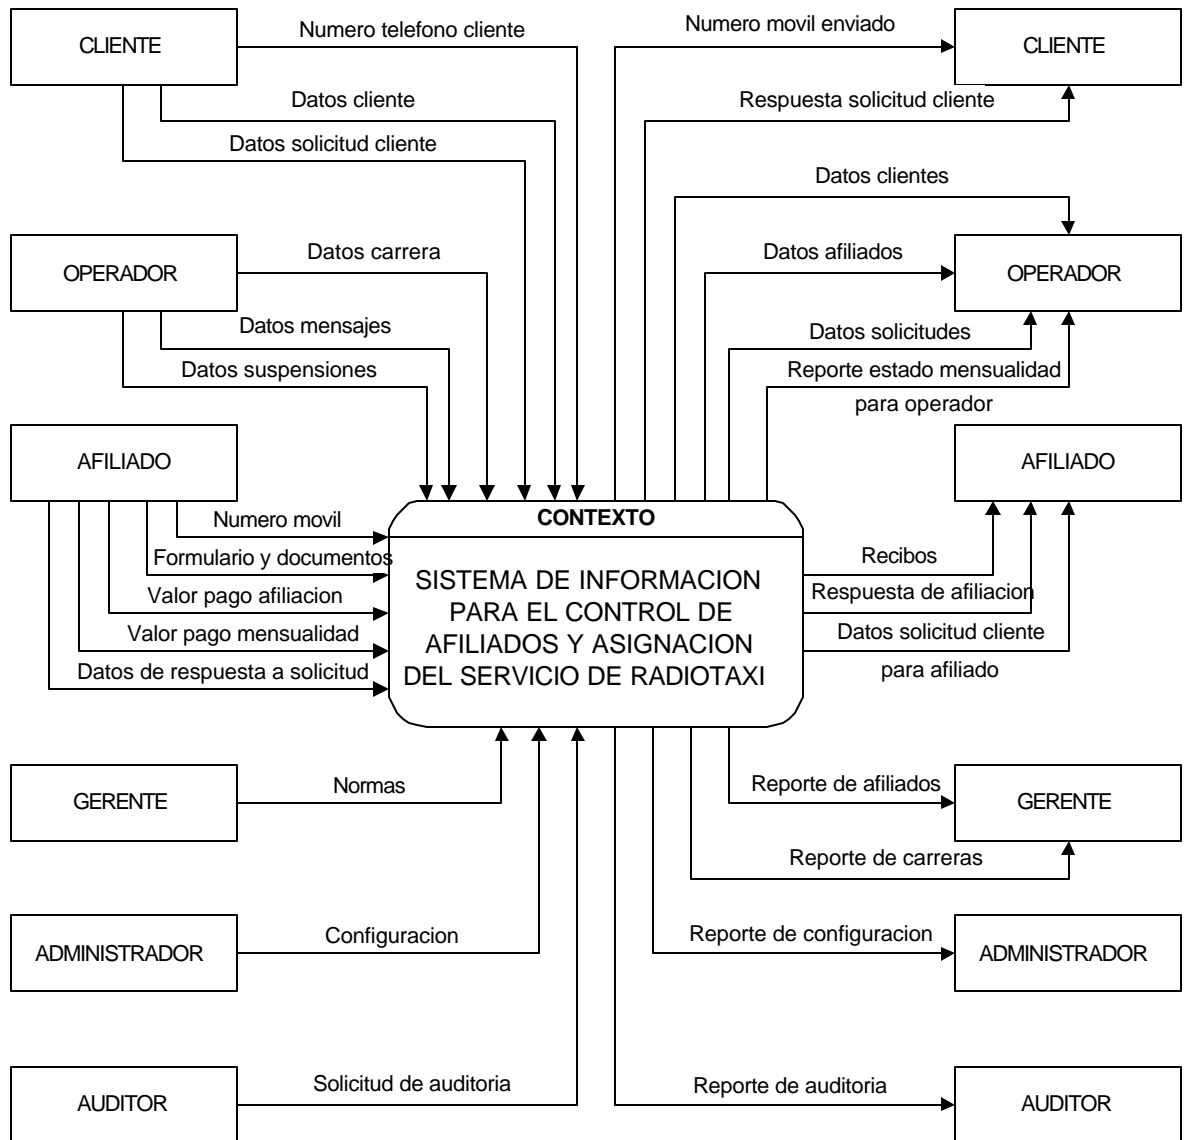 CLIENTE
Numero telefono cliente
Numero movil enviado
CLIENTE
Datos cliente
Respuesta solicitud cliente
Datos solicitud cliente
Datos clientes
OPERADOR
Datos carrera
Datos afiliados
OPERADOR
Datos mensajes
Datos solicitudes
Datos suspensiones
Reporte estado mensualidad
para operador
AFILIADO
AFILIADO
Numero movil
CONTEXTO
Formulario y documentos
Recibos
SISTEMA DE INFORMACION
PARA EL CONTROL DE
AFILIADOS Y ASIGNACION
DEL SERVICIO DE RADIOTAXI
Valor pago afiliacion
Respuesta de afiliacion
Valor pago mensualidad
Datos solicitud cliente
para afiliado
Datos de respuesta a solicitud
GERENTE
Normas
Reporte de afiliados
GERENTE
Reporte de carreras
ADMINISTRADOR
Configuracion
Reporte de configuracion
ADMINISTRADOR
AUDITOR
Solicitud de auditoria
Reporte de auditoria
AUDITOR